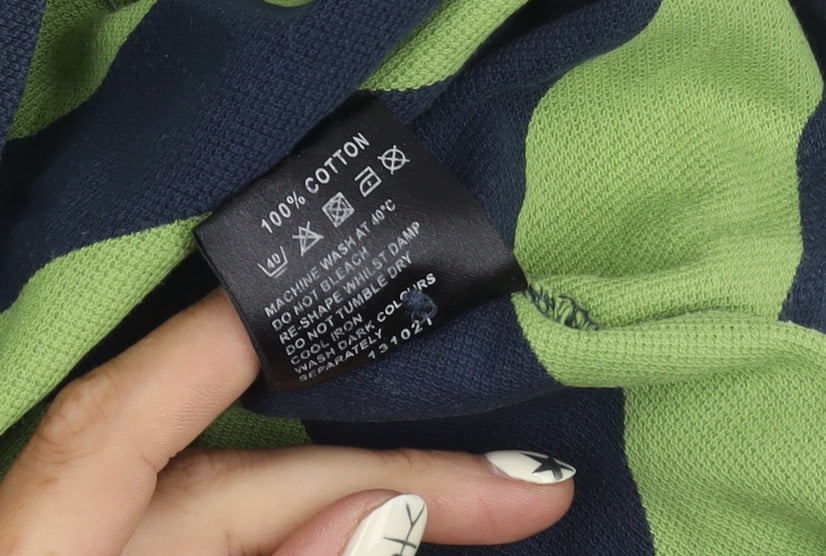 100% COTTON
40
MACHINE WASH AT 40°C
DO NOT BLEACH
RE-SHAPE WHILST DAMP
DO NOT TUMBLE DRY
COOL IRON
WASH DARK COLOURS
SEPARATELY
131021